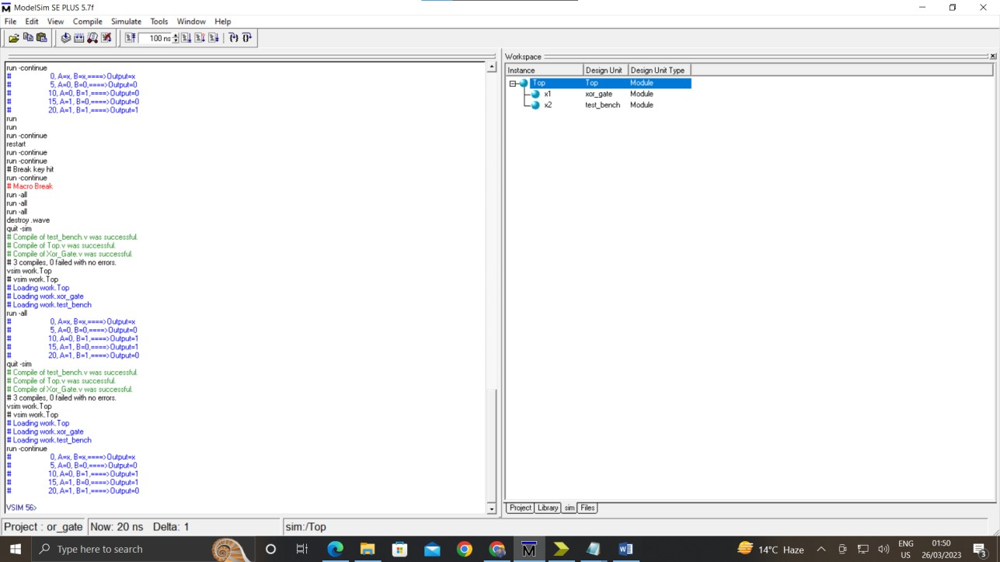 ModelSim SE PLUS 5.7f
File Edit View Compile Simulate Tools Window Help
100 ns
run -continue
# 0, A=x, B=x,====>Output=x
# 5, A=0, B=0,====>Output=0
# 10, A=0, B=1,====>Output=0
# 15, A=1, B=0,====>Output=0
# 20, A=1, B=1,====>Output=1
run
run
run -continue
restart
run -continue
run -continue
# Break key hit
run -continue
# Macro Break
run -all
run -all
run -all
destroy .wave
quit -sim
# Compile of test_bench.v was successful.
# Compile of Top.v was successful.
# Compile of Xor_Gate.v was successful.
# 3 compiles, 0 failed with no errors.
vsim work.Top
# vsim work.Top
# Loading work.Top
# Loading work.xor_gate
# Loading work.test_bench
run -all
# 0, A=x, B=x,====>Output=x
# 5, A=0, B=0,====>Output=0
# 10, A=0, B=1,====>Output=1
# 15, A=1, B=0,====>Output=1
# 20, A=1, B=1,====>Output=0
quit -sim
# Compile of test_bench.v was successful.
# Compile of Top.v was successful.
# Compile of Xor_Gate.v was successful.
# 3 compiles, 0 failed with no errors.
vsim work.Top
# vsim work.Top
# Loading work.Top
# Loading work.xor_gate
# Loading work.test_bench
run -continue
# 0, A=x, B=x,====>Output=x
# 5, A=0, B=0,====>Output=0
# 10, A=0, B=1,====>Output=1
# 15, A=1, B=0,====>Output=1
# 20, A=1, B=1,====>Output=0
VSIM 56>
Workspace
Instance Design Unit Design Unit Type
Top Top Module
x1 xor_gate Module
x2 test_bench Module
Project Library sim Files
Project : or_gate Now: 20 ns Delta: 1 sim:/Top
Type here to search
14°C Haze
ENG
US
01:50
26/03/2023
3